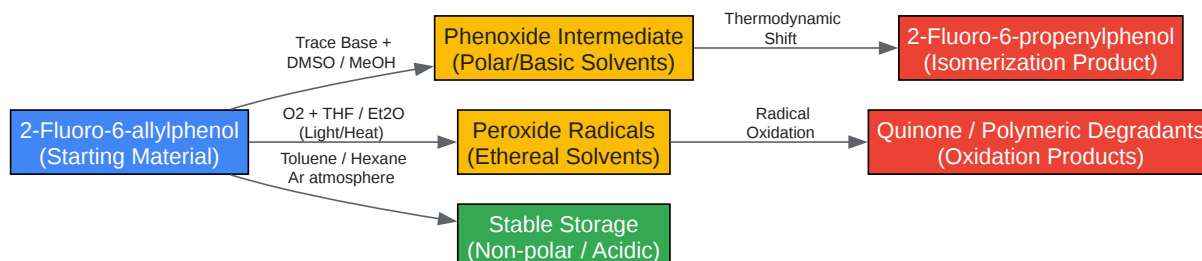 Trace Base +
DMSO / MeOH
Phenoxide Intermediate
(Polar/Basic Solvents)
Thermodynamic
Shift
2-Fluoro-6-propenylphenol
(Isomerization Product)
2-Fluoro-6-allylphenol
(Starting Material)
O2 + THF / Et2O
(Light/Heat)
Peroxide Radicals
(Ethereal Solvents)
Radical
Oxidation
Quinone / Polymeric Degradants
(Oxidation Products)
Toluene / Hexane
Ar atmosphere
Stable Storage
(Non-polar / Acidic)